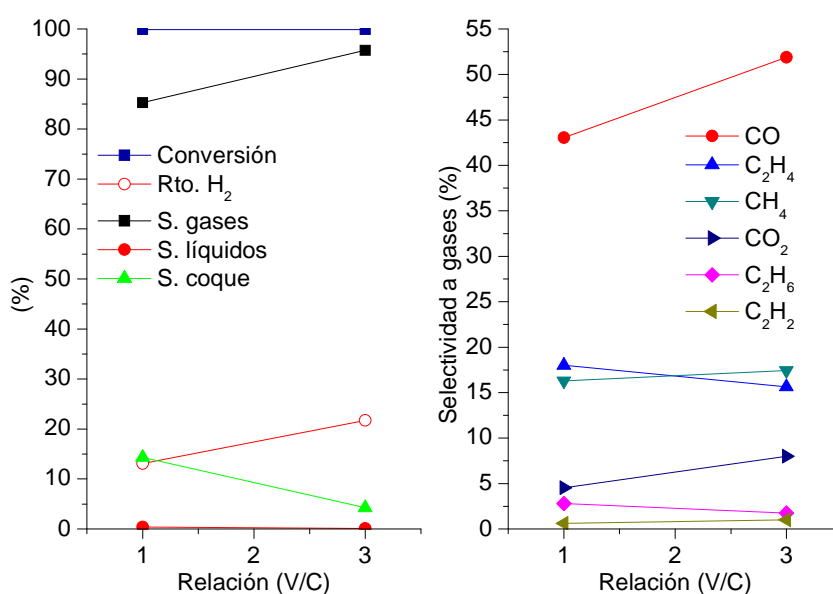 100
90
80
70
60
50
40
30
20
10
0
(%)
Conversión
Rto. H2
S. gases
S. líquidos
S. coque
1
2
3
Relación (V/C)
55
50
45
40
35
30
25
20
15
10
5
0
Selectividad a gases (%)
CO
C2H4
CH4
CO2
C2H6
C2H2
1
2
3
Relación (V/C)